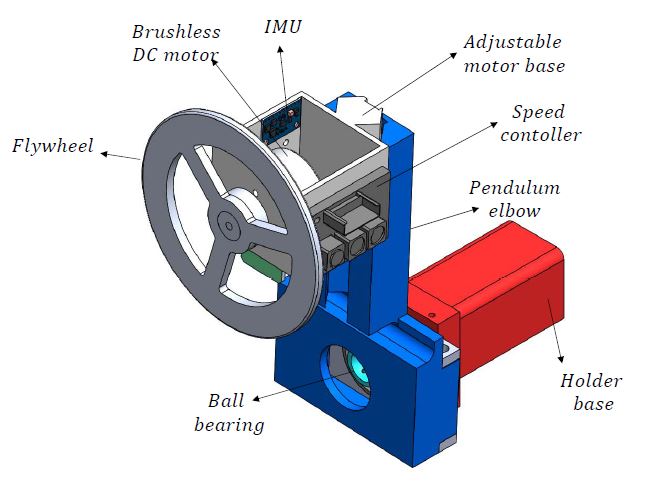 Brushless
DC motor
IMU
Adjustable
motor base
Speed
contoller
Flywheel
Pendulum
elbow
Holder
base
Ball
bearing